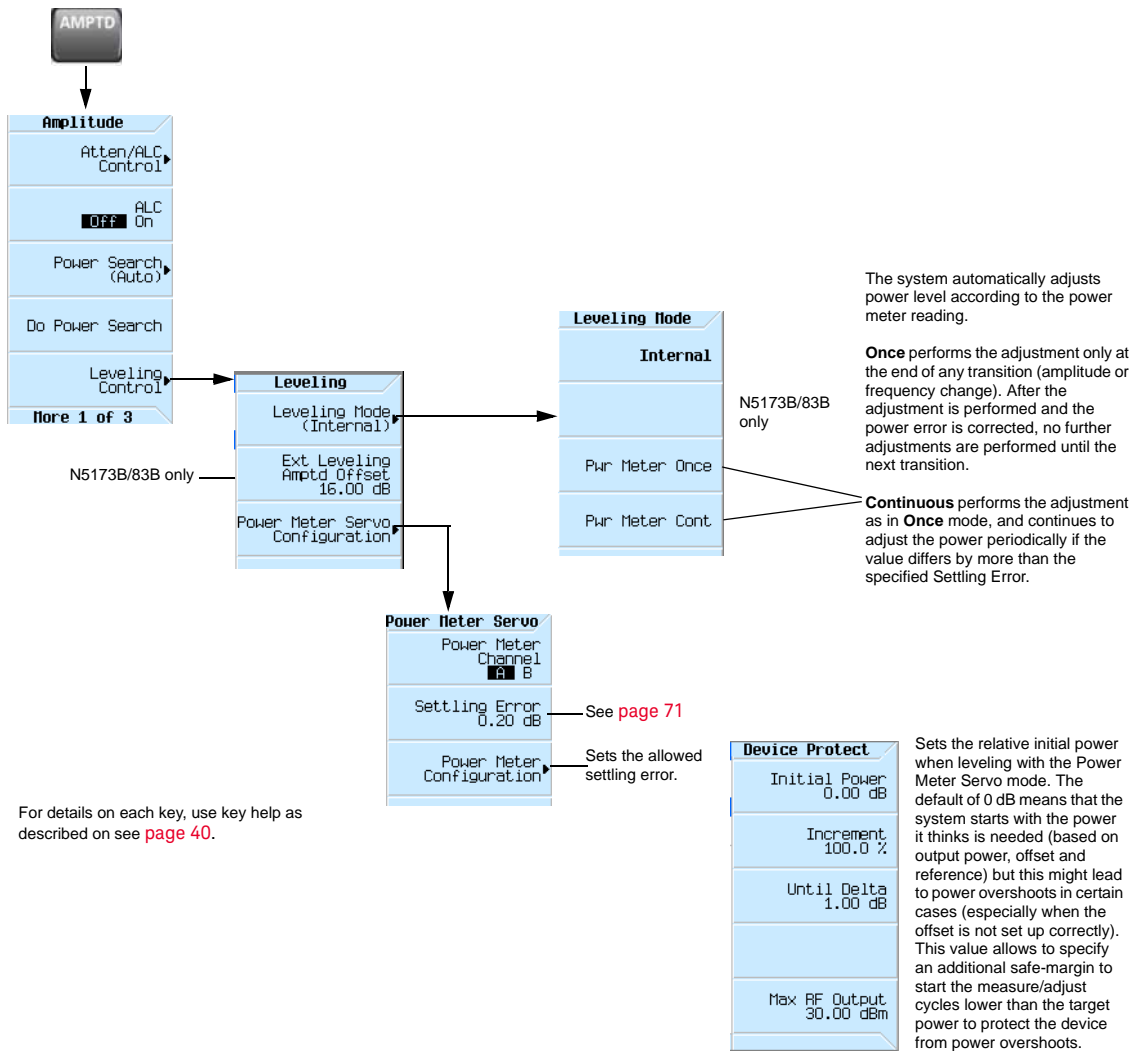 AMPTD
Amplitude
Atten/ALC
Control
ALC
Off On
Power Search
(Auto)
Do Power Search
Leveling
Control
More 1 of 3
N5173B/83B only
Leveling
Leveling Mode
(Internal)
Ext Leveling
Amptd Offset
16.00 dB
Power Meter Servo
Configuration
Leveling Mode
Internal
Pwr Meter Once
Pwr Meter Cont
N5173B/83B
only
The system automatically adjusts
power level according to the power
meter reading.
Once performs the adjustment only at
the end of any transition (amplitude or
frequency change). After the
adjustment is performed and the
power error is corrected, no further
adjustments are performed until the
next transition.
Continuous performs the adjustment
as in Once mode, and continues to
adjust the power periodically if the
value differs by more than the
specified Settling Error.
Power Meter Servo
Power Meter
Channel
A B
Settling Error
0.20 dB
Power Meter
Configuration
See page 71
Sets the allowed
settling error.
For details on each key, use key help as
described on see page 40.
Device Protect
Initial Power
0.00 dB
Increment
100.0 %
Until Delta
1.00 dB
Max RF Output
30.00 dBm
Sets the relative initial power
when leveling with the Power
Meter Servo mode. The
default of 0 dB means that the
system starts with the power
it thinks is needed (based on
output power, offset and
reference) but this might lead
to power overshoots in certain
cases (especially when the
offset is not set up correctly).
This value allows to specify
an additional safe-margin to
start the measure/adjust
cycles lower than the target
power to protect the device
from power overshoots.